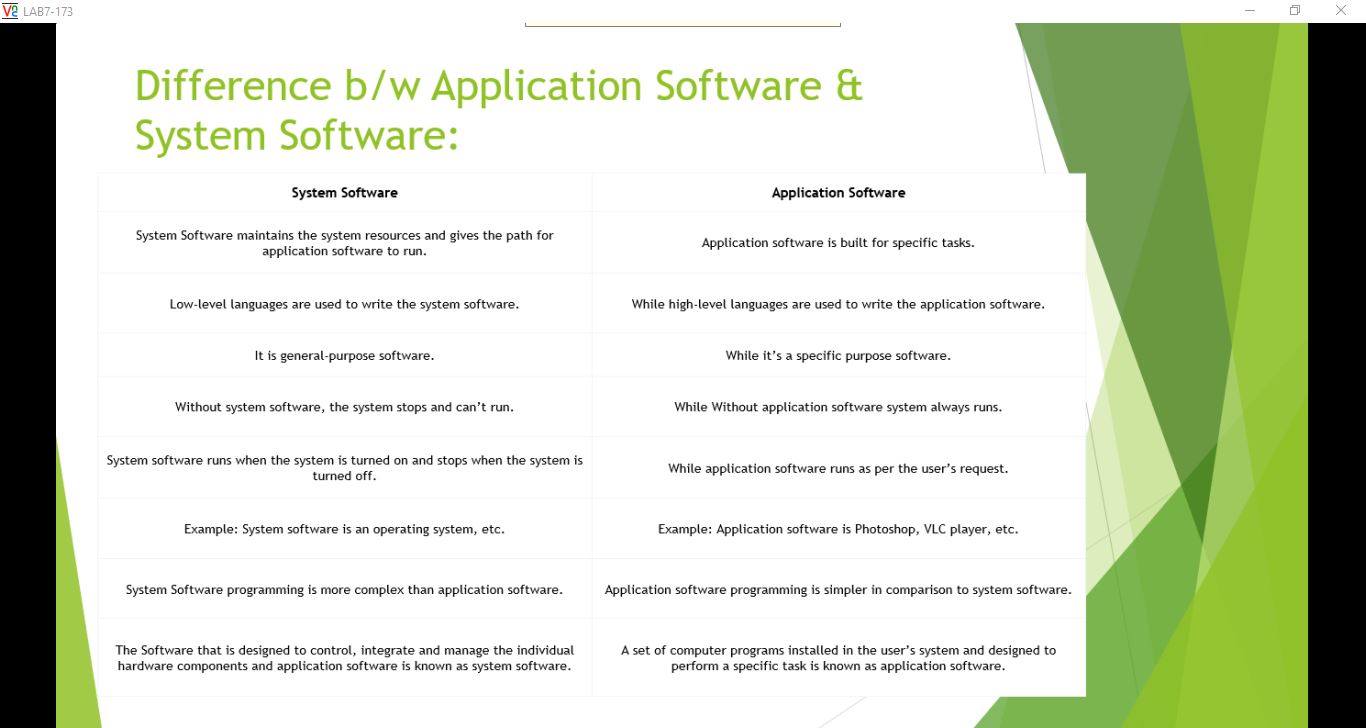 LAB7-173
Difference b/w Application Software &
System Software:
System Software
Application Software
System Software maintains the system resources and gives the path for
application software to run.
Application software is built for specific tasks.
Low-level languages are used to write the system software.
While high-level languages are used to write the application software.
It is general-purpose software.
While it’s a specific purpose software.
Without system software, the system stops and can’t run.
While Without application software system always runs.
System software runs when the system is turned on and stops when the system is
turned off.
While application software runs as per the user’s request.
Example: System software is an operating system, etc.
Example: Application software is Photoshop, VLC player, etc.
System Software programming is more complex than application software.
Application software programming is simpler in comparison to system software.
The Software that is designed to control, integrate and manage the individual
hardware components and application software is known as system software.
A set of computer programs installed in the user’s system and designed to
perform a specific task is known as application software.